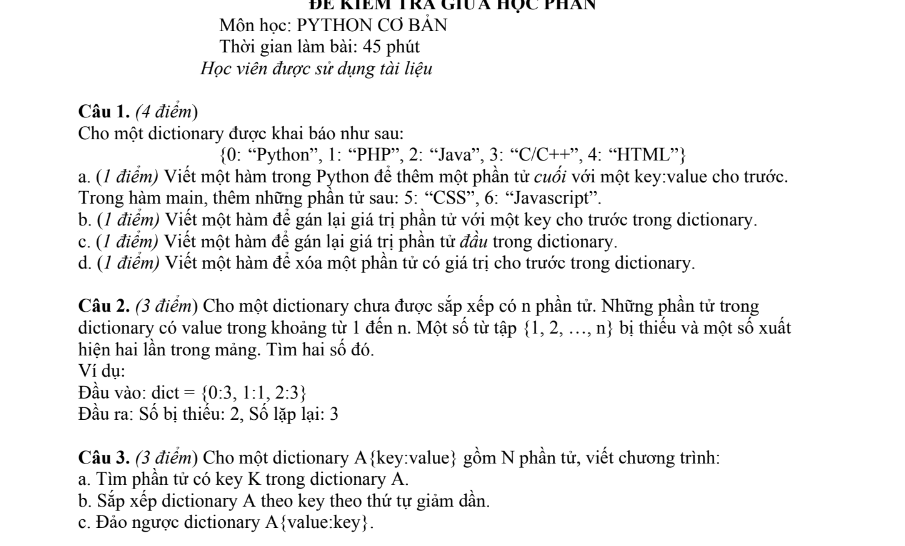 ĐỀ KIỂM TRA GIỮA HỌC PHẦN
Môn học: PYTHON CƠ BẢN
Thời gian làm bài: 45 phút
Học viên được sử dụng tài liệu
Câu 1. (4 điểm)
Cho một dictionary được khai báo như sau:
{0: “Python”, 1: “PHP”, 2: “Java”, 3: “C/C++”, 4: “HTML”}
a. (1 điểm) Viết một hàm trong Python để thêm một phần tử cuối với một key:value cho trước.
Trong hàm main, thêm những phần tử sau: 5: “CSS”, 6: “Javascript”.
b. (1 điểm) Viết một hàm để gán lại giá trị phần tử với một key cho trước trong dictionary.
c. (1 điểm) Viết một hàm để gán lại giá trị phần tử đầu trong dictionary.
d. (1 điểm) Viết một hàm để xóa một phần tử có giá trị cho trước trong dictionary.
Câu 2. (3 điểm) Cho một dictionary chưa được sắp xếp có n phần tử. Những phần tử trong
dictionary có value trong khoảng từ 1 đến n. Một số từ tập {1, 2, …, n} bị thiếu và một số xuất
hiện hai lần trong mảng. Tìm hai số đó.
Ví dụ:
Đầu vào: dict = {0:3, 1:1, 2:3}
Đầu ra: Số bị thiếu: 2, Số lặp lại: 3
Câu 3. (3 điểm) Cho một dictionary A{key:value} gồm N phần tử, viết chương trình:
a. Tìm phần tử có key K trong dictionary A.
b. Sắp xếp dictionary A theo key theo thứ tự giảm dần.
c. Đảo ngược dictionary A{value:key}.